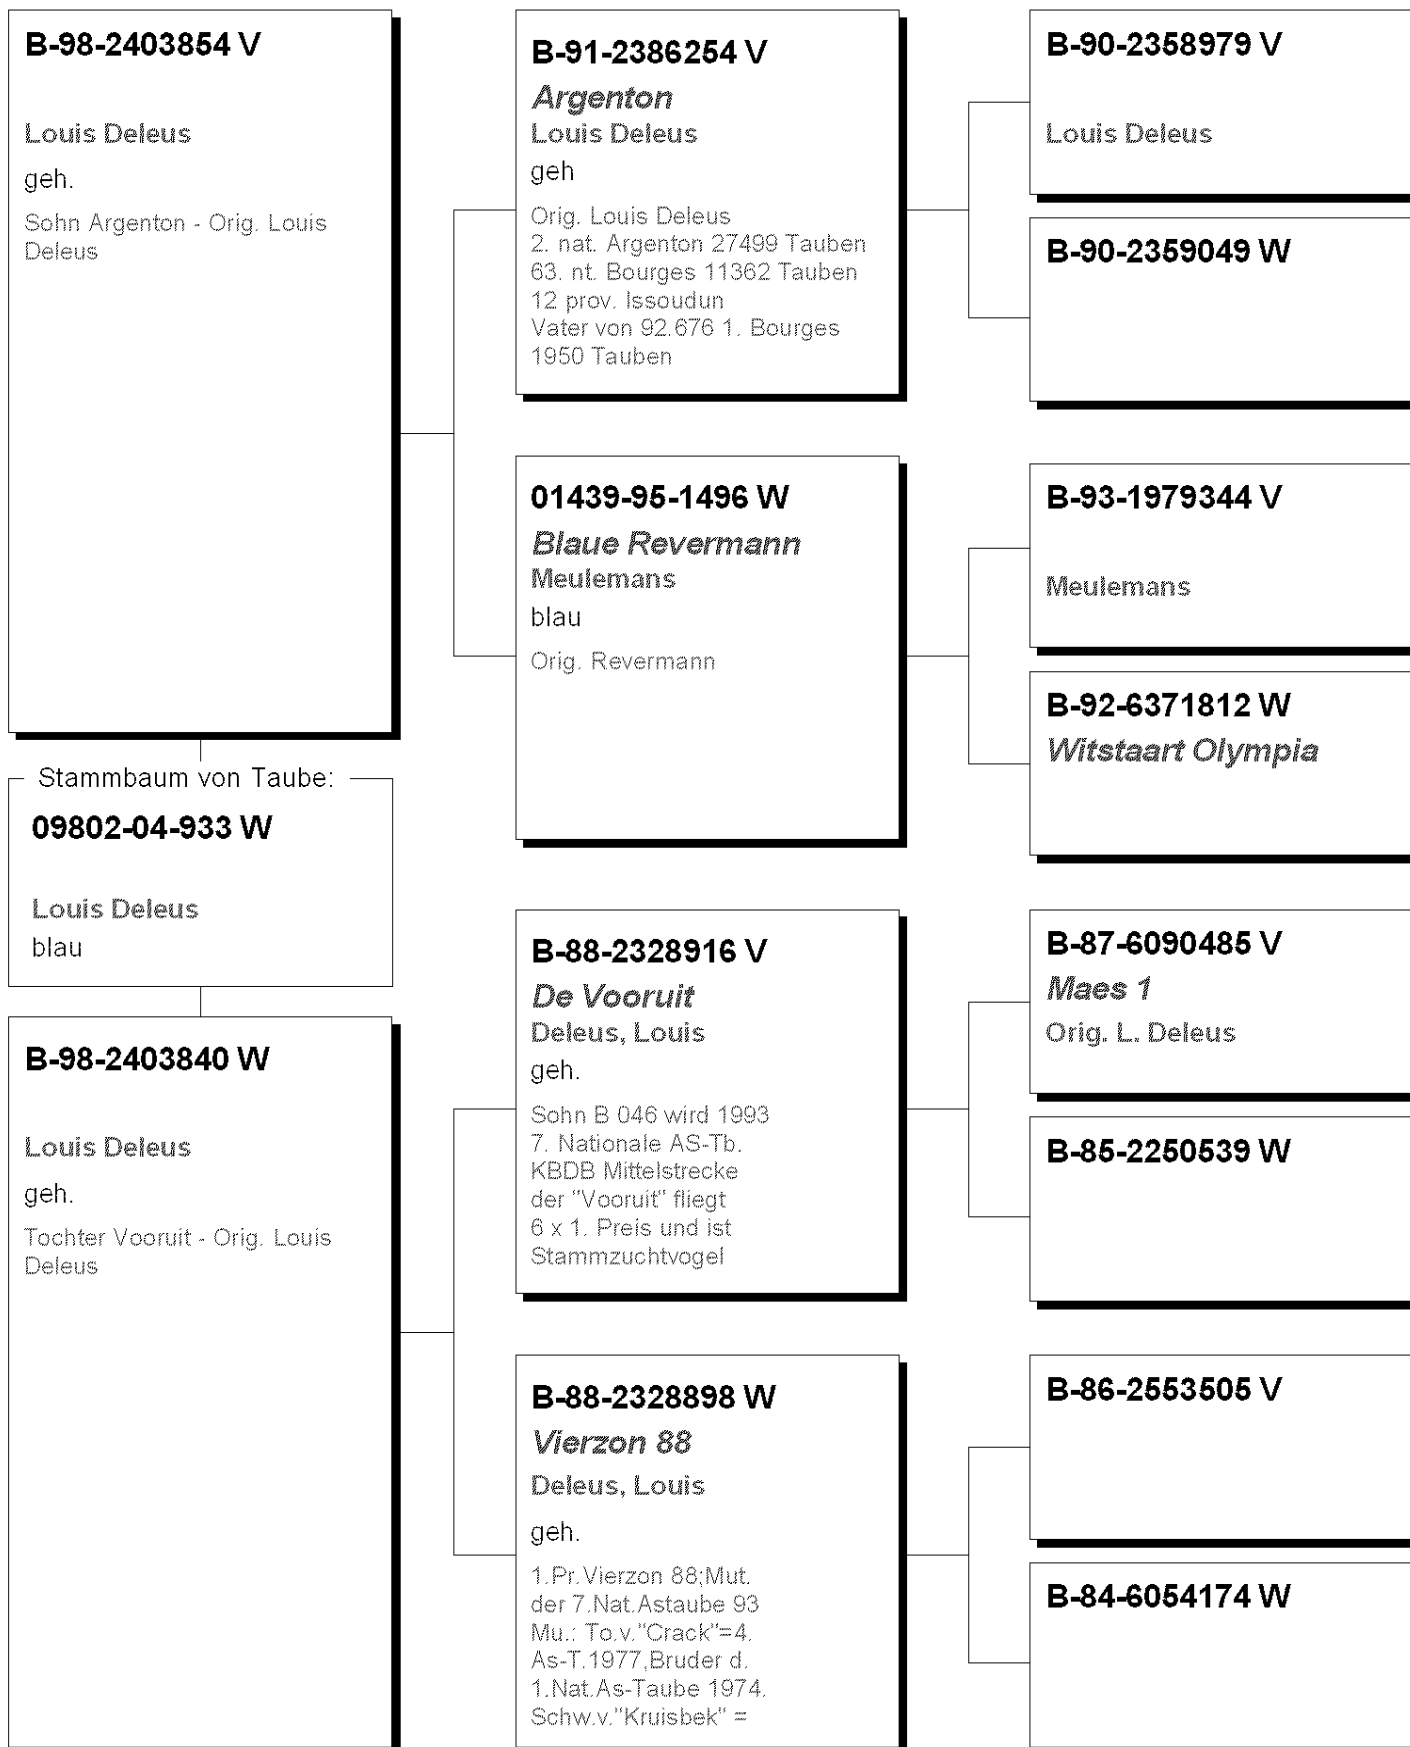 B-98-2403854 V
Louis Deleus
geh.
Sohn Argenton - Orig. Louis
Deleus
Stammbaum von Taube:
09802-04-933 W
Louis Deleus
blau
B-98-2403840 W
Louis Deleus
geh.
Tochter Vooruit - Orig. Louis
Deleus
B-91-2386254 V
Argenton
Louis Deleus
geh
Orig. Louis Deleus
2. nat. Argenton 27499 Tauben
63. nt. Bourges 11362 Tauben
12 prov. Issoudun
Vater von 92.676 1. Bourges
1950 Tauben
01439-95-1496 W
Blaue Revermann
Meulemans
blau
Orig. Revermann
B-88-2328916 V
De Vooruit
Deleus, Louis
geh.
Sohn B 046 wird 1993
7. Nationale AS-Tb.
KBDB Mittelstrecke
der "Vooruit" fliegt
6 x 1. Preis und ist
Stammzuchtvogel
B-88-2328898 W
Vierzon 88
Deleus, Louis
geh.
1.Pr.Vierzon 88;Mut.
der 7.Nat.Astaube 93
Mu.: To.v."Crack"=4.
As-T.1977,Bruder d.
1.Nat.As-Taube 1974.
Schw.v."Kruisbek" =
B-90-2358979 V
Louis Deleus
B-90-2359049 W
B-93-1979344 V
Meulemans
B-92-6371812 W
Witstaart Olympia
B-87-6090485 V
Maes 1
Orig. L. Deleus
B-85-2250539 W
B-86-2553505 V
B-84-6054174 W